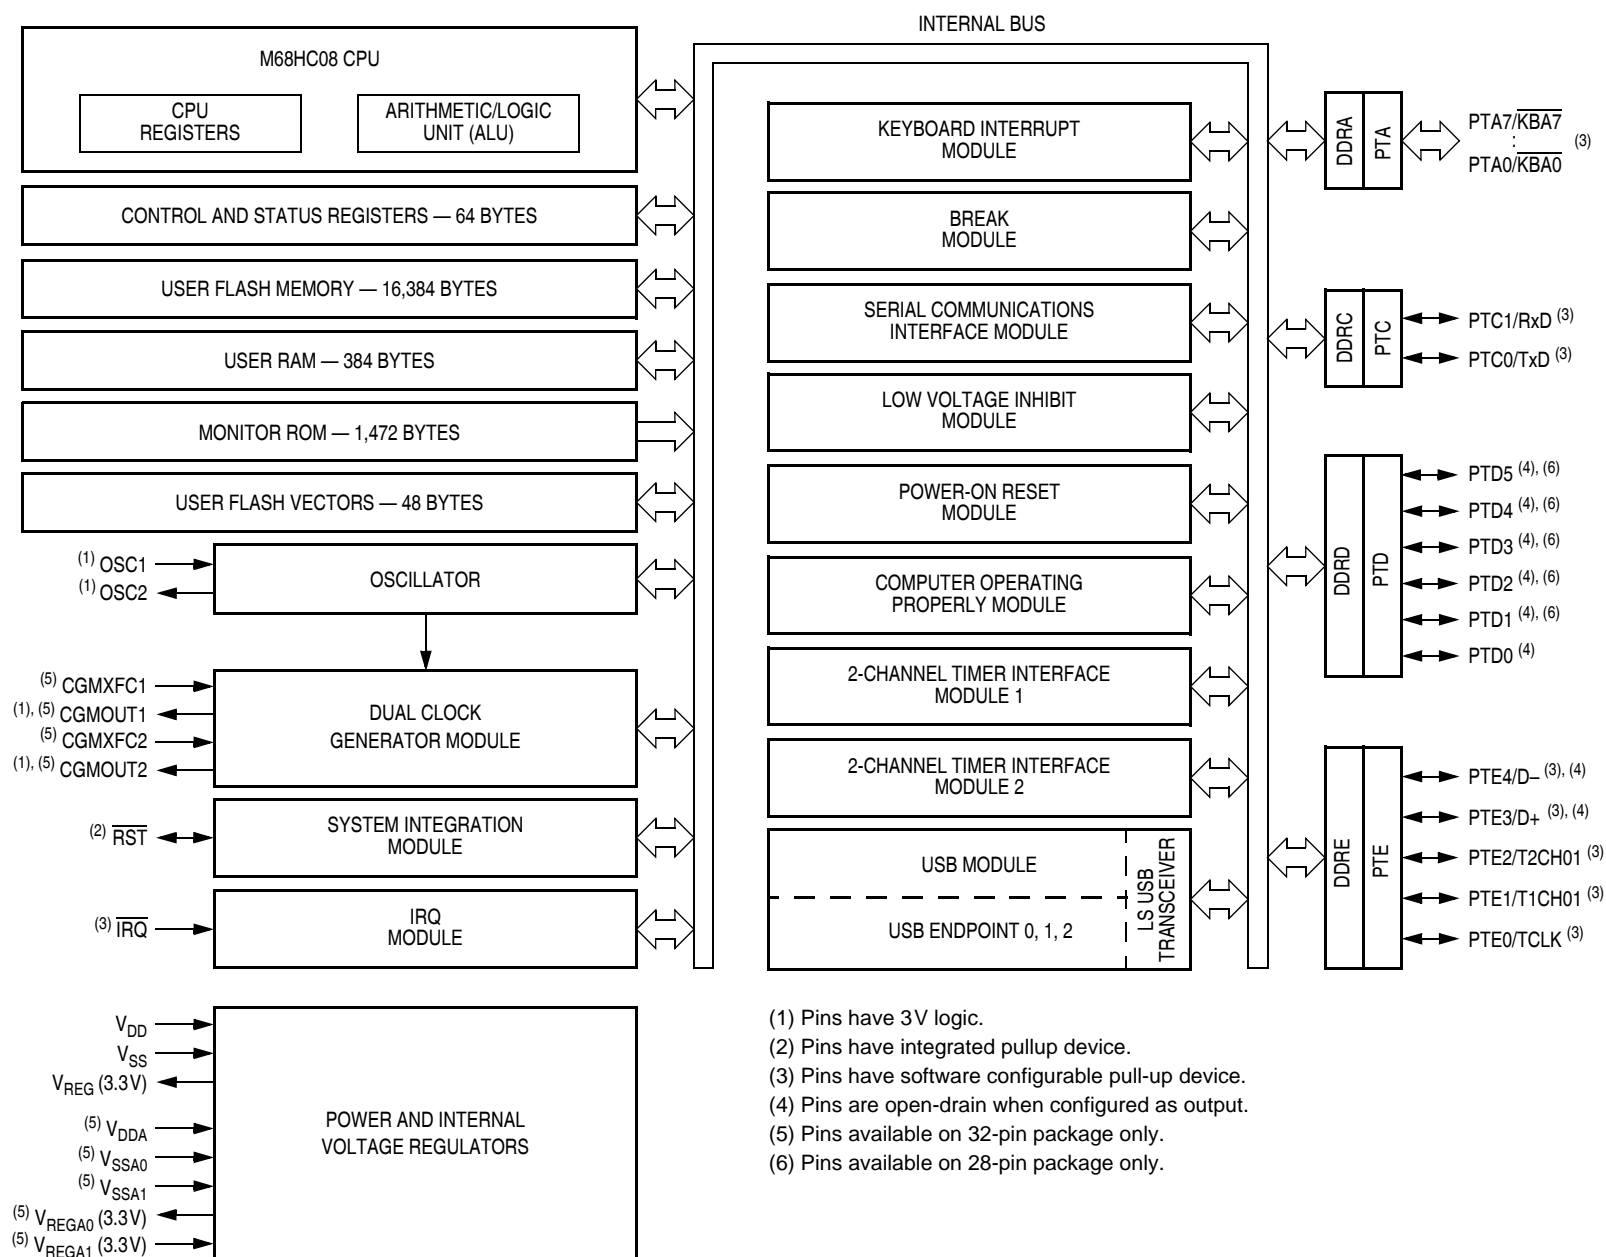 INTERNAL BUS
M68HC08 CPU
CPU
REGISTERS
ARITHMETIC/LOGIC
UNIT (ALU)
CONTROL AND STATUS REGISTERS — 64 BYTES
USER FLASH MEMORY — 16,384 BYTES
USER RAM — 384 BYTES
MONITOR ROM — 1,472 BYTES
USER FLASH VECTORS — 48 BYTES
(1) OSC1
(1) OSC2
OSCILLATOR
(5) CGMXFC1
(1), (5) CGMOUT1
(5) CGMXFC2
(1), (5) CGMOUT2
DUAL CLOCK
GENERATOR MODULE
(2) RST
SYSTEM INTEGRATION
MODULE
(3) IRQ
IRQ
MODULE
VDD
VSS
VREG (3.3V)
(5) VDDA
(5) VSSA0
(5) VSSA1
(5) VREGA0 (3.3V)
(5) VREGA1 (3.3V)
POWER AND INTERNAL
VOLTAGE REGULATORS
KEYBOARD INTERRUPT
MODULE
BREAK
MODULE
SERIAL COMMUNICATIONS
INTERFACE MODULE
LOW VOLTAGE INHIBIT
MODULE
POWER-ON RESET
MODULE
COMPUTER OPERATING
PROPERLY MODULE
2-CHANNEL TIMER INTERFACE
MODULE 1
2-CHANNEL TIMER INTERFACE
MODULE 2
USB MODULE
USB ENDPOINT 0, 1, 2
LS USB
TRANSCEIVER
DDRA
PTA
PTA7/KBA7
:
(3)
PTA0/KBA0
DDRC
PTC
PTC1/RxD (3)
PTC0/TxD (3)
DDRD
PTD
PTD5 (4), (6)
PTD4 (4), (6)
PTD3 (4), (6)
PTD2 (4), (6)
PTD1 (4), (6)
PTD0 (4)
DDRE
PTE
PTE4/D– (3), (4)
PTE3/D+ (3), (4)
PTE2/T2CH01 (3)
PTE1/T1CH01 (3)
PTE0/TCLK (3)
(1) Pins have 3V logic.
(2) Pins have integrated pullup device.
(3) Pins have software configurable pull-up device.
(4) Pins are open-drain when configured as output.
(5) Pins available on 32-pin package only.
(6) Pins available on 28-pin package only.